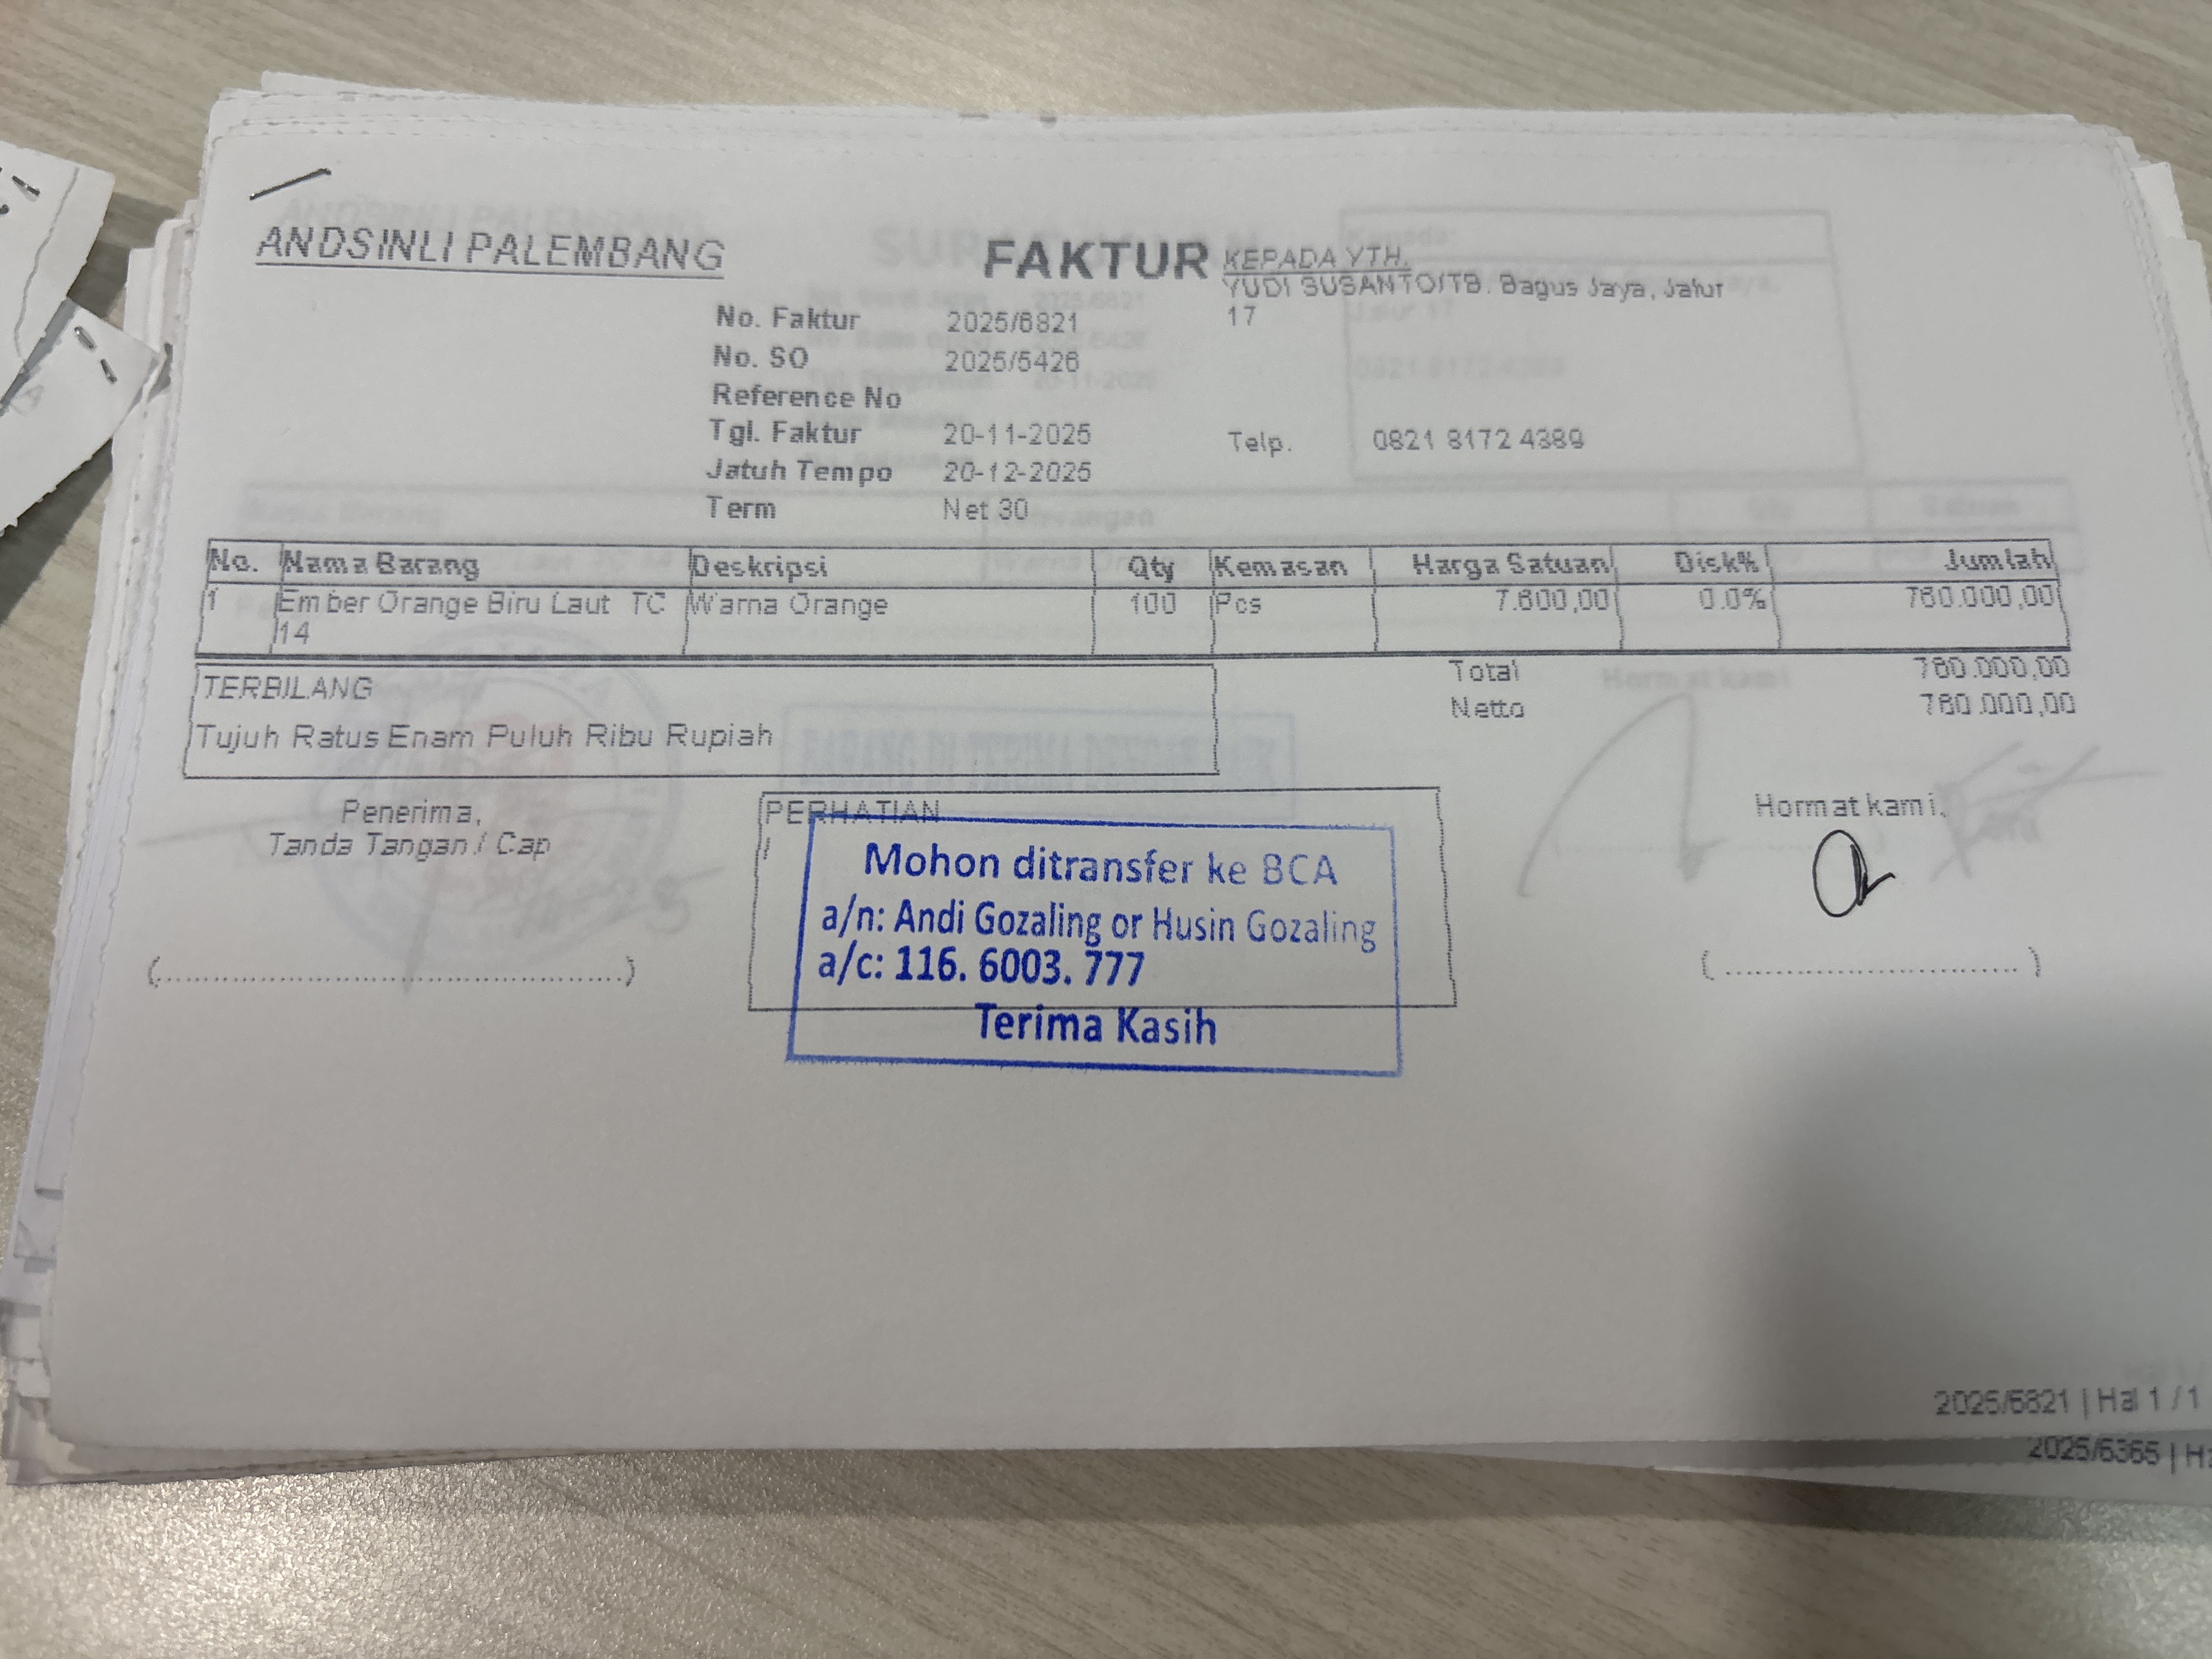 ANDSINLI PALEMBANG
FAKTUR
KEPADA YTH.
YUDI SUSANTO/TB. Bagus Jaya, Jalur
17
No. Faktur 2025/6821
No. SO 2025/5426
Reference No
Tgl. Faktur 20-11-2025
Telp. 0821 8172 4389
Jatuh Tempo 20-12-2025
Term Net 30
No. Nama Barang Deskripsi Qty Kemasan Harga Satuan Disk% Jumlah
1 Ember Orange Biru Laut TC Warna Orange 100 Pcs 7.600,00 0.0% 760.000,00
14
Total 760.000,00
Netto 760.000,00
TERBILANG
Tujuh Ratus Enam Puluh Ribu Rupiah
Penerima,
Tanda Tangan / Cap
(....................................................)
PERHATIAN
Mohon ditransfer ke BCA
a/n: Andi Gozaling or Husin Gozaling
a/c: 116. 6003. 777
Terima Kasih
Hormat kami,
( ................................ )
2025/6821 | Hal 1 / 1
2025/6365 | Ha